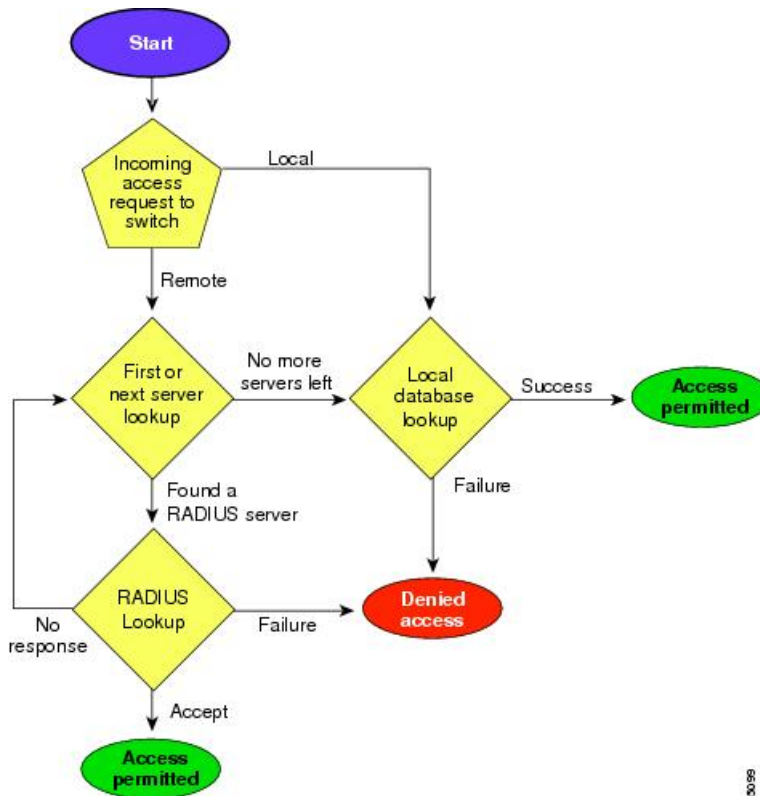 Start
Incoming
access
request to
switch
Local
Remote
First or
next server
lookup
No more
servers left
Local
database
lookup
Success
Access
permitted
Found a
RADIUS server
Failure
RADIUS
Lookup
No
response
Failure
Denied
access
Accept
Access
permitted